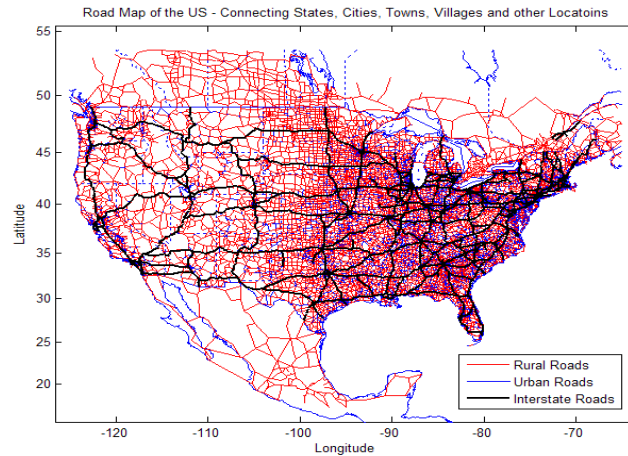 Road Map of the US - Connecting States, Cities, Towns, Villages and other Locatoins
55
50
45
40
35
30
25
20
Latitude
-120
-110
-100
-90
-80
-70
Longitude
Rural Roads
Urban Roads
Interstate Roads